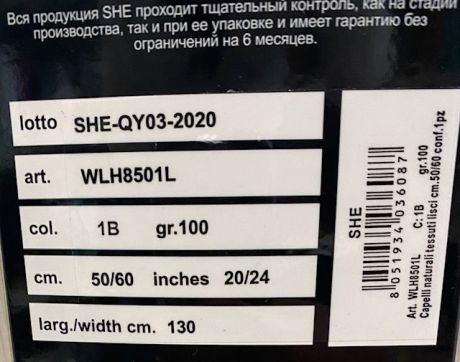 Вся продукция SHE проходит тщательный контроль, как на стадии
производства, так и при ее упаковке и имеет гарантию без
ограничений на 6 месяцев.
lotto SHE-QY03-2020
art. WLH8501L
col. 1B gr.100
cm. 50/60 inches 20/24
larg./width cm. 130
SHE
8 051934 036087
Art. WLH8501L C:1B gr.100
Capelli naturali tessuti lisci cm.50/60 conf.1pz